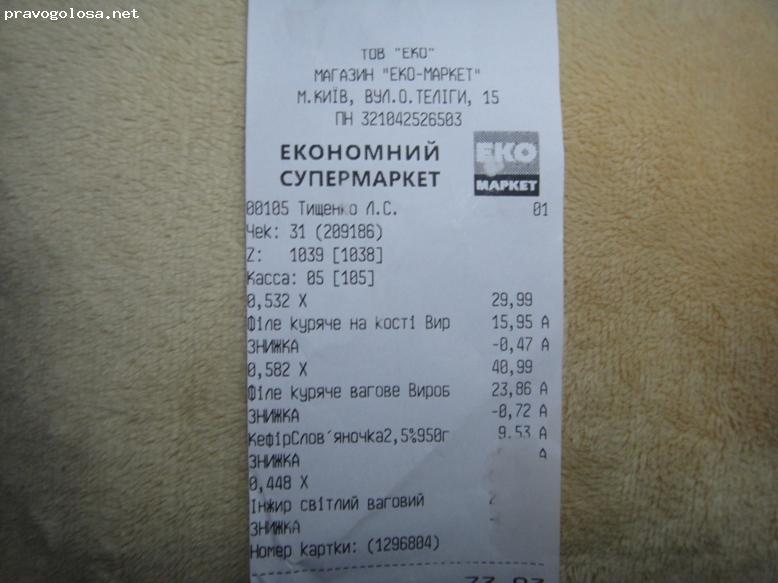 pravogolosa.net
ТОВ "ЕКО"
МАГАЗИН "ЕКО-МАРКЕТ"
М.КИЇВ, ВУЛ.О.ТЕЛІГИ, 15
ПН 321042526503
ЕКОНОМНИЙ
СУПЕРМАРКЕТ
ЕКО
МАРКЕТ
00105 Тищенко Л.С. 01
Чек: 31 (209186)
Z: 1039 [1038]
Касса: 05 [105]
0,532 X 29,99
Філе куряче на кості Вир 15,95 А
ЗНИЖКА -0,47 А
0,582 X 40,99
Філе куряче вагове Вироб 23,86 А
ЗНИЖКА -0,72 А
КефірСлов´яночка2,5%950г 9.53 А
ЗНИЖКА А
0,448 X
Інжир світлий ваговий
ЗНИЖКА
Номер картки: (1296804)